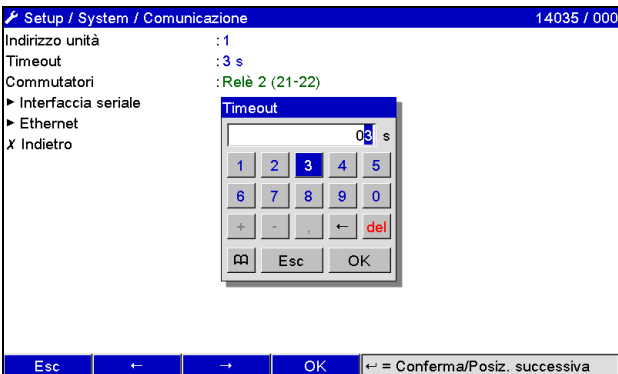 Setup / System / Comunicazione 14035 / 000
Indirizzo unità : 1
Timeout : 3 s
Commutatori : Relè 2 (21-22)
► Interfaccia seriale
► Ethernet
X Indietro
Timeout
03 s
1 2 3 4 5
6 7 8 9 0
+ - , ← del
Esc OK
Esc ← → OK ↵ = Conferma/Posiz. successiva